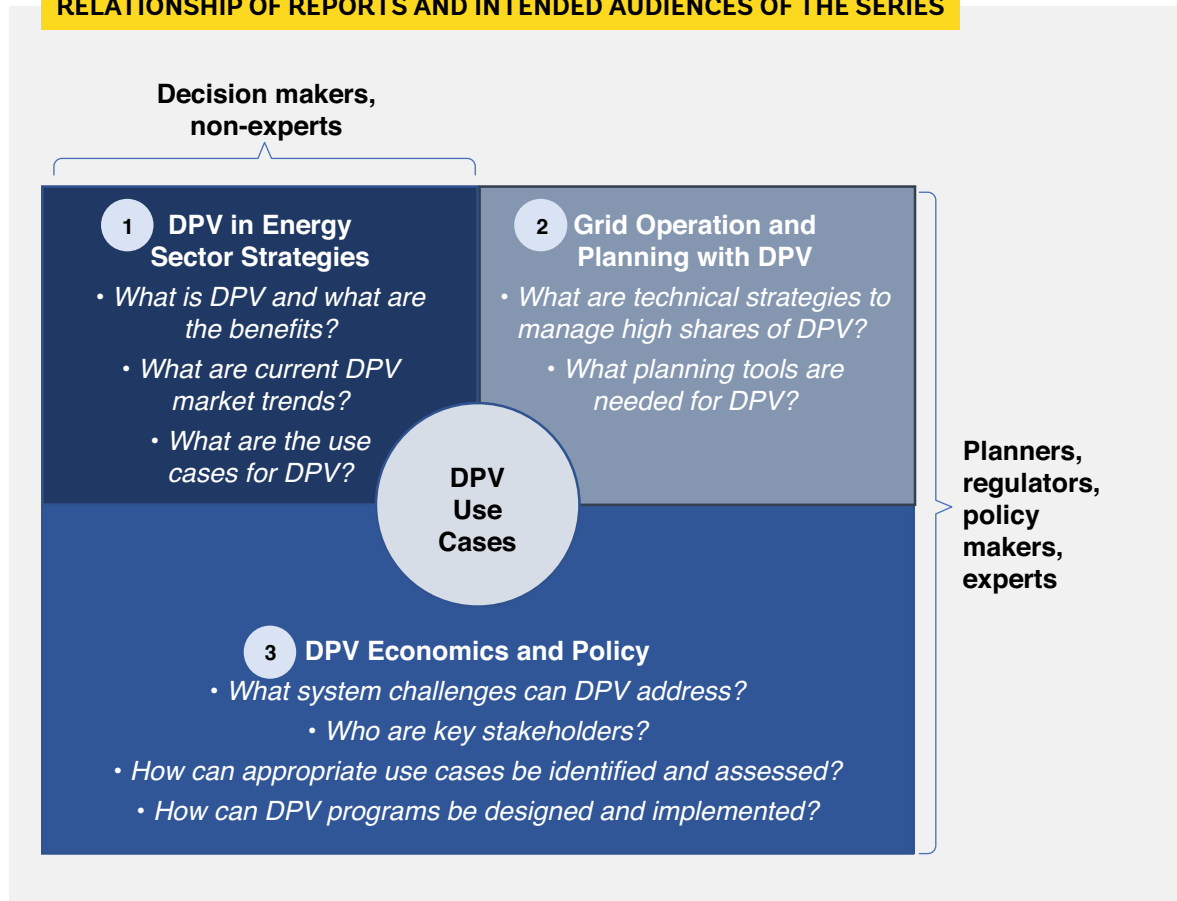 RELATIONSHIP OF REPORTS AND INTENDED AUDIENCES OF THE SERIES
Decision makers,
non-experts
1 DPV in Energy
Sector Strategies
• What is DPV and what are
the benefits?
• What are current DPV
market trends?
• What are the use
cases for DPV?
2 Grid Operation and
Planning with DPV
• What are technical strategies to
manage high shares of DPV?
• What planning tools are
needed for DPV?
DPV
Use
Cases
Planners,
regulators,
policy
makers,
experts
3 DPV Economics and Policy
• What system challenges can DPV address?
• Who are key stakeholders?
• How can appropriate use cases be identified and assessed?
• How can DPV programs be designed and implemented?